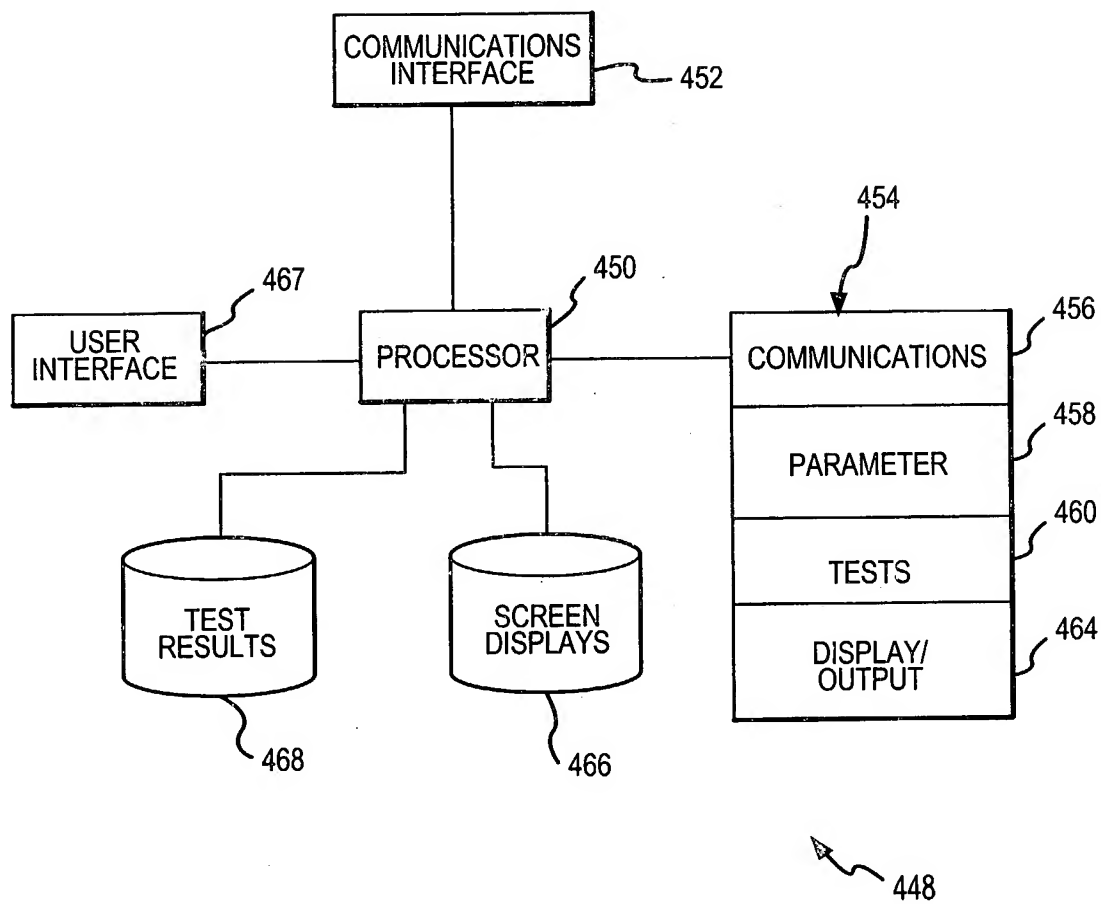 COMMUNICATIONS
INTERFACE
452
454
467
450
456
USER
INTERFACE
PROCESSOR
COMMUNICATIONS
458
PARAMETER
460
TESTS
TEST
RESULTS
SCREEN
DISPLAYS
464
DISPLAY/
OUTPUT
468
466
448